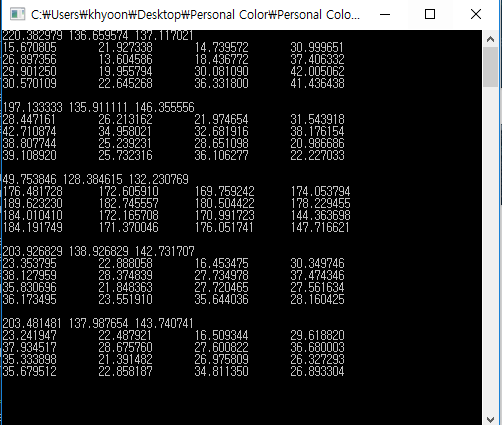 C:₩Users₩khyoon₩Desktop₩Personal Color₩Personal Colo...
220.382979 136.659574 137.117021
15.670805 21.927338 14.739572 30.999651
26.897356 13.604586 18.436772 37.406332
29.901250 19.955794 30.081090 42.005062
30.570109 22.645268 36.331800 41.436438
197.133333 135.911111 146.355556
28.447161 26.213162 21.974654 31.543918
42.710874 34.958021 32.681916 38.176154
38.807744 25.239231 28.651098 20.986686
39.108920 25.732316 36.106277 22.227033
49.753846 128.384615 132.230769
176.481728 172.605910 169.759242 174.053794
189.623230 182.745557 180.504422 178.229455
184.010410 172.165708 170.991723 144.363698
184.191749 171.370046 176.051741 147.716621
203.926829 138.926829 142.731707
23.353795 22.888058 16.453475 30.349746
38.127959 28.374839 27.734978 37.474346
35.830696 21.848363 27.720465 27.561634
36.173495 23.551910 35.644036 28.160425
203.481481 137.987654 143.740741
23.241947 22.487921 16.509344 29.618820
37.934517 28.675760 27.600822 36.680003
35.333898 21.391482 26.975809 26.327293
35.679512 22.858187 34.811350 26.893304